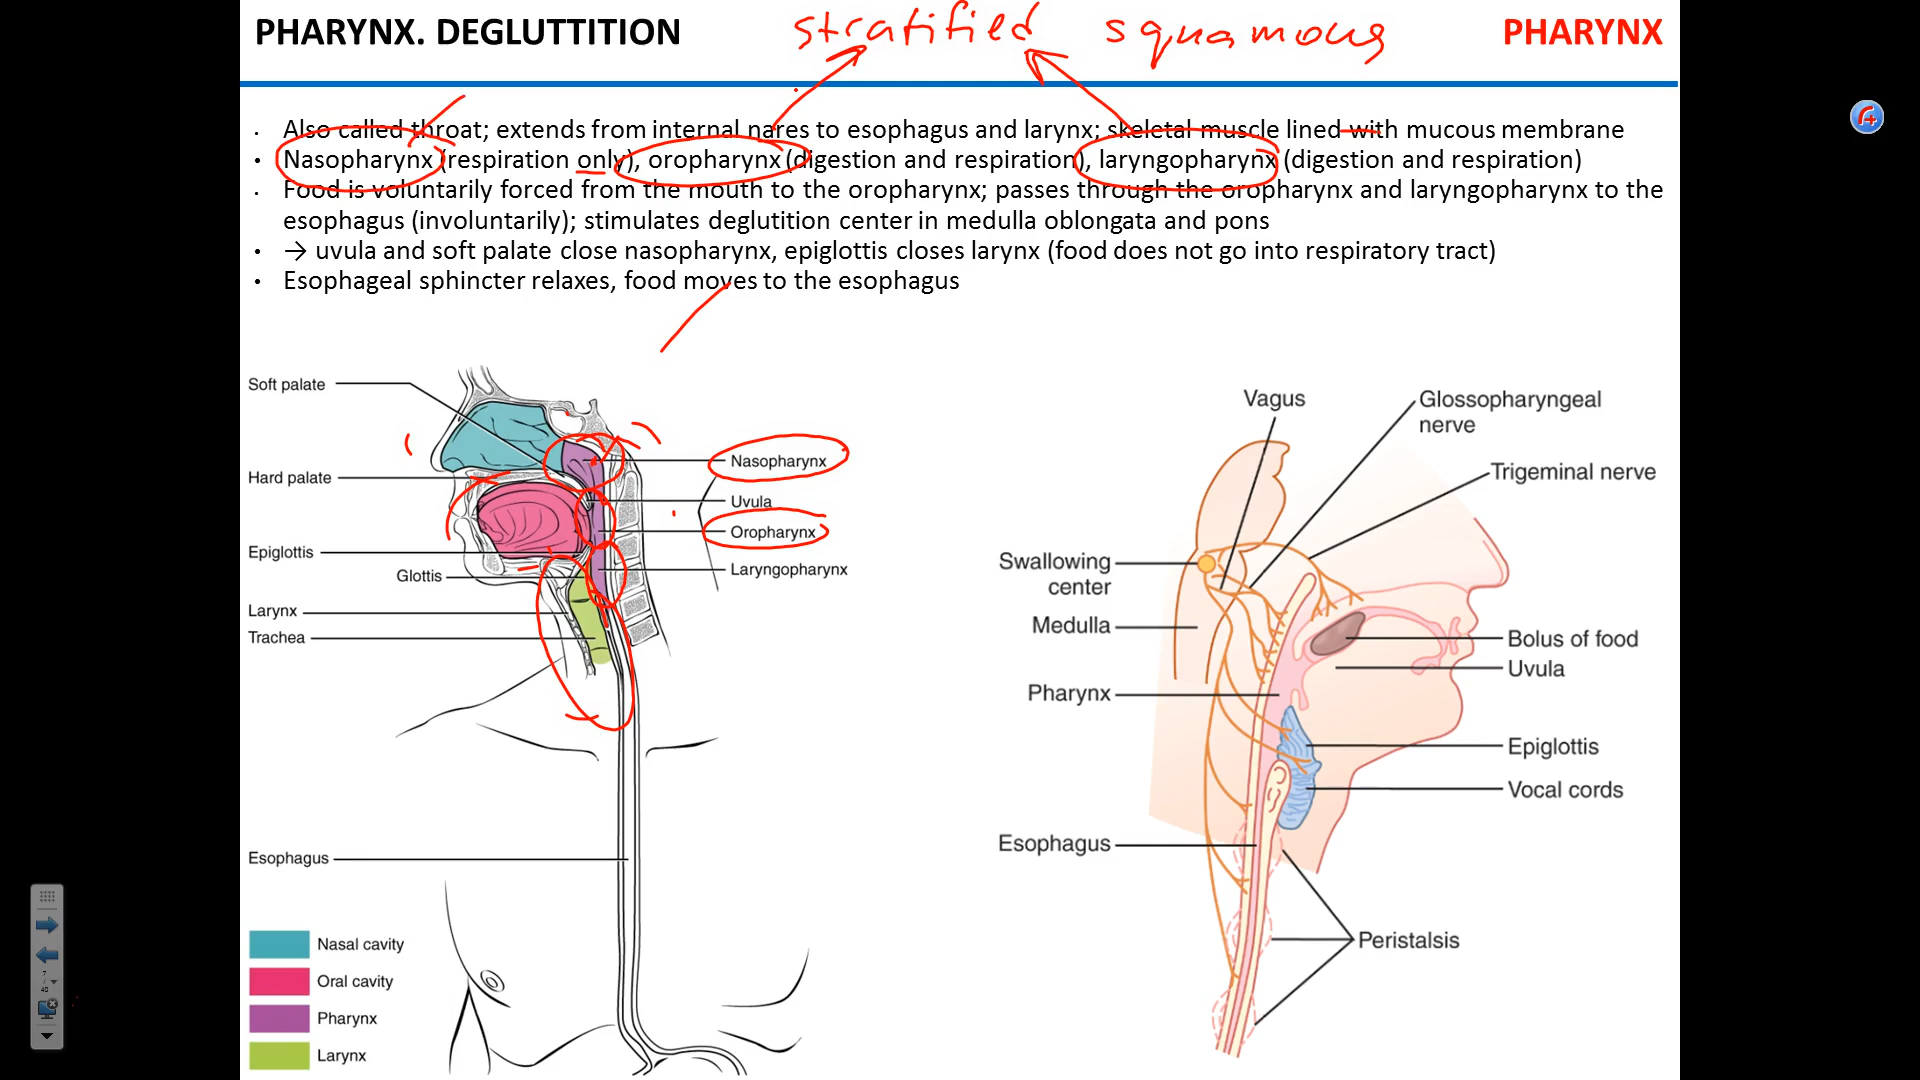 PHARYNX. DEGLUTTITION
stratified squamous
PHARYNX
• Also called throat; extends from internal nares to esophagus and larynx; skeletal muscle lined with mucous membrane
• Nasopharynx (respiration only), oropharynx (digestion and respiration), laryngopharynx (digestion and respiration)
• Food is voluntarily forced from the mouth to the oropharynx; passes through the oropharynx and laryngopharynx to the
esophagus (involuntarily); stimulates deglutition center in medulla oblongata and pons
• → uvula and soft palate close nasopharynx, epiglottis closes larynx (food does not go into respiratory tract)
• Esophageal sphincter relaxes, food moves to the esophagus
Soft palate
Hard palate
Epiglottis
Glottis
Larynx
Trachea
Esophagus
Nasopharynx
Uvula
Oropharynx
Laryngopharynx
Nasal cavity
Oral cavity
Pharynx
Larynx
Vagus
Glossopharyngeal
nerve
Trigeminal nerve
Swallowing
center
Medulla
Pharynx
Esophagus
Bolus of food
Uvula
Epiglottis
Vocal cords
Peristalsis
7
/
40